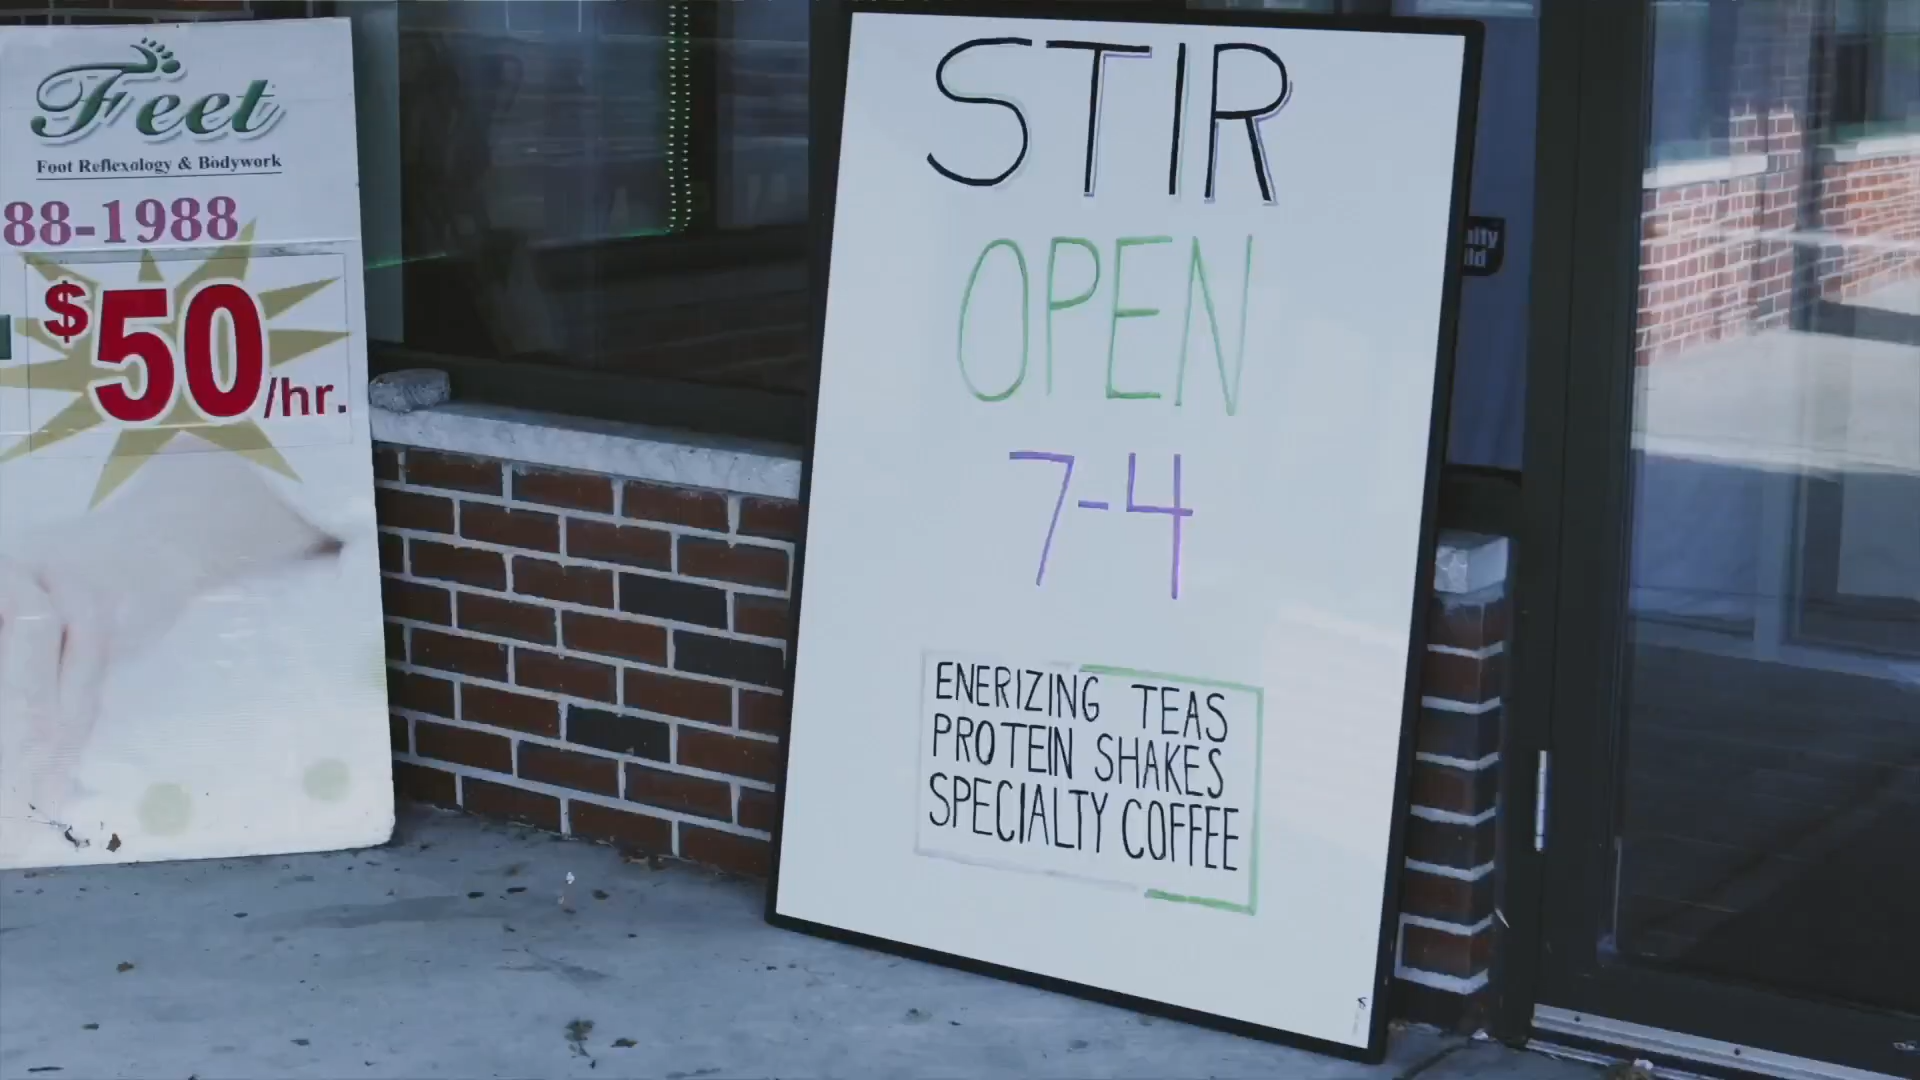 Feet
Foot Reflexology & Bodywork
88-1988
$50/hr.
STIR
OPEN
7-4
ENERIZING TEAS
PROTEIN SHAKES
SPECIALTY COFFEE